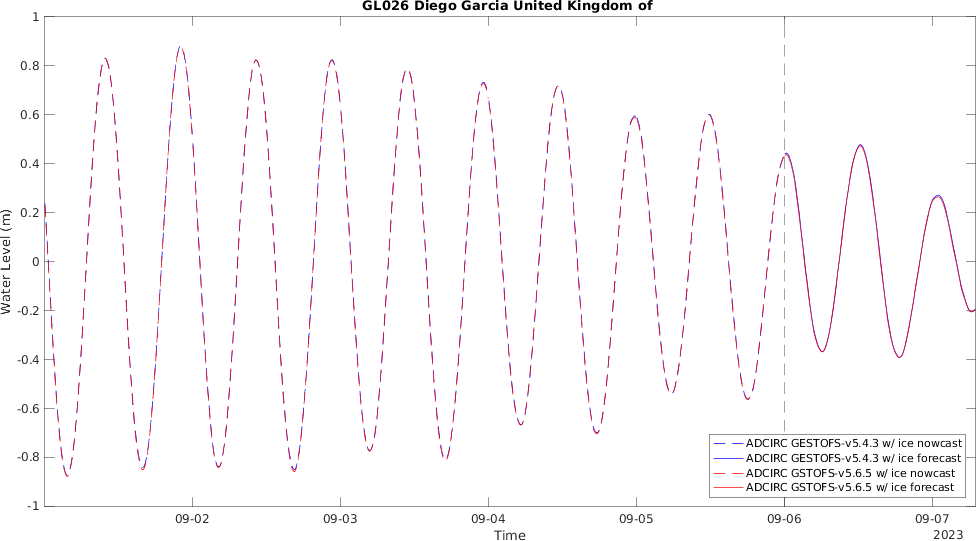 GL026 Diego Garcia United Kingdom of
1
0.8
0.6
0.4
0.2
0
-0.2
-0.4
-0.6
-0.8
-1
Water Level (m)
09-02
09-03
09-04
09-05
09-06
09-07
Time
2023
ADCIRC GESTOFS-v5.4.3 w/ ice nowcast
ADCIRC GESTOFS-v5.4.3 w/ ice forecast
ADCIRC GSTOFS-v5.6.5 w/ ice nowcast
ADCIRC GSTOFS-v5.6.5 w/ ice forecast